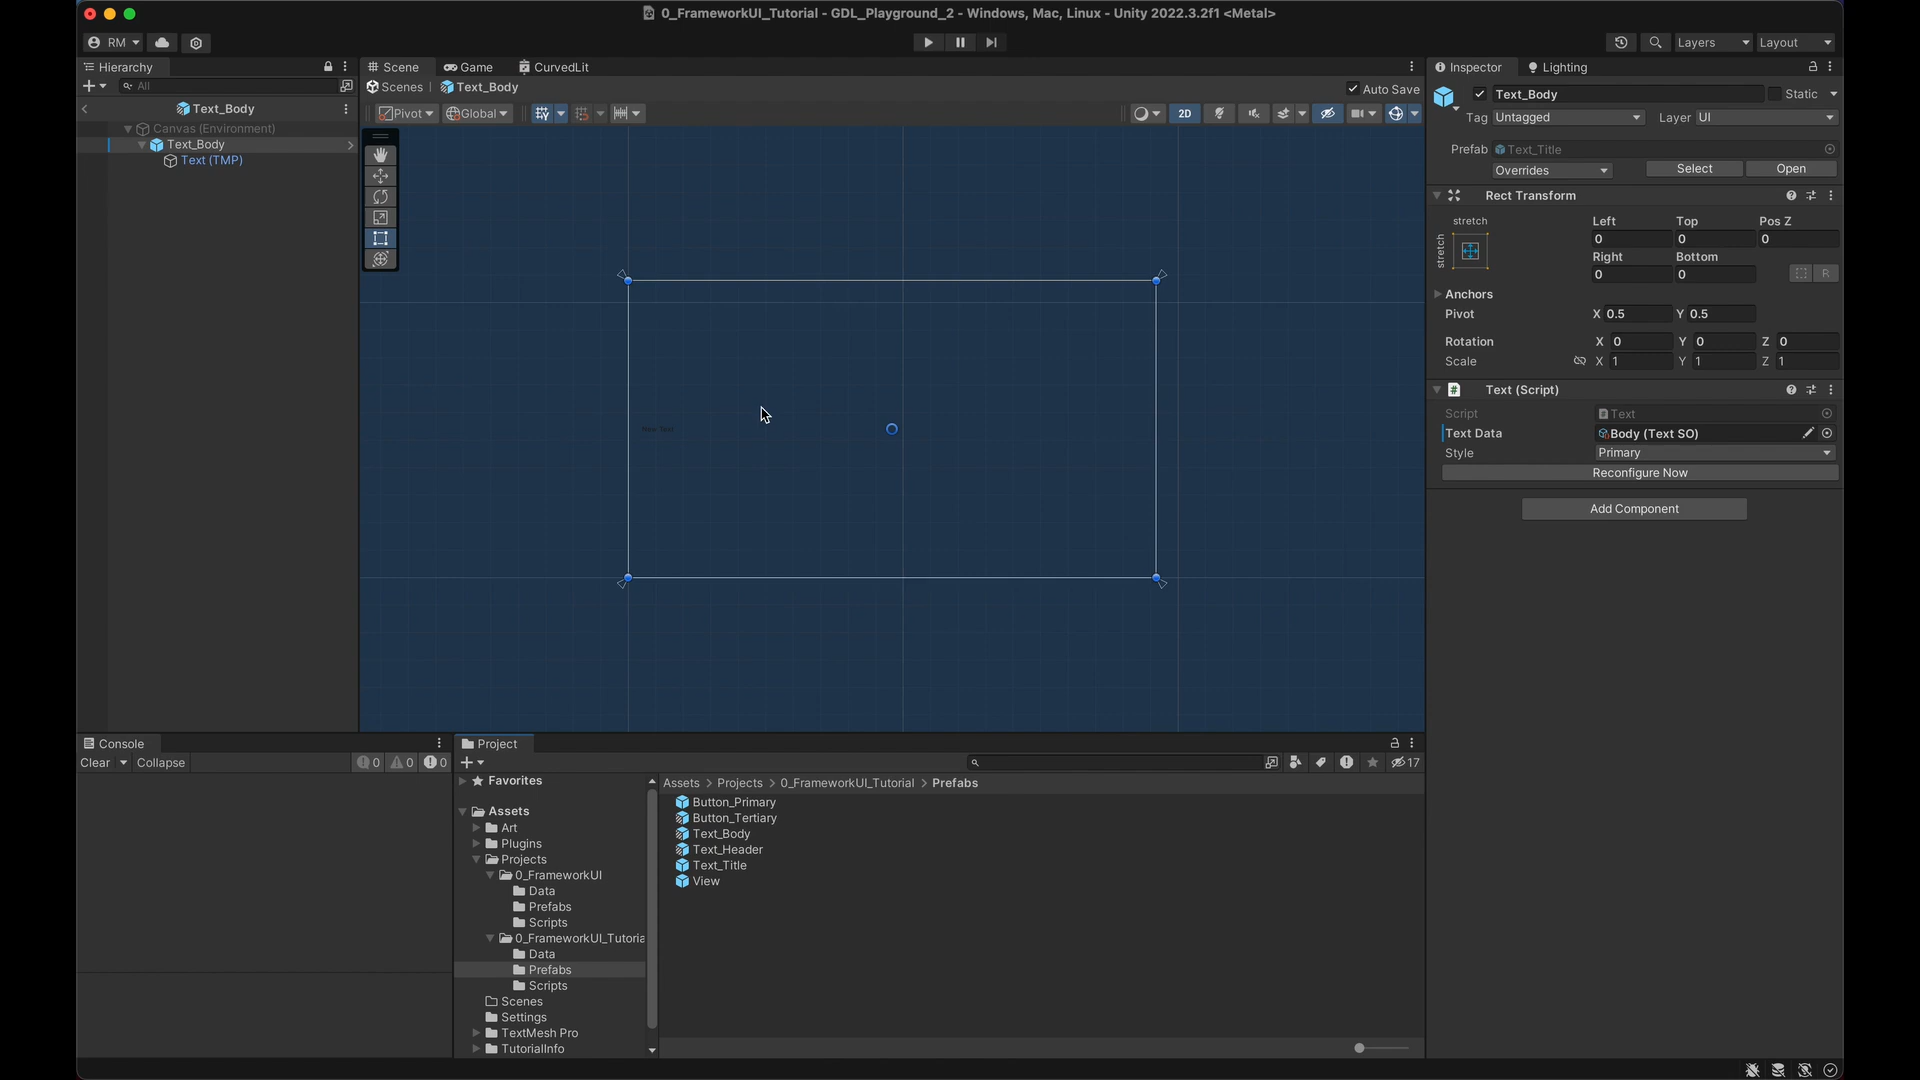 0_FrameworkUI_Tutorial - GDL_Playground_2 - Windows, Mac, Linux - Unity 2022.3.2f1 <Metal>
RM
Layers
Layout
Hierarchy
All
Text_Body
Canvas (Environment)
Text_Body
Text (TMP)
Scene
Game
CurvedLit
Scenes
Text_Body
Auto Save
Pivot
Global
2D
New Text
Inspector
Lighting
Text_Body
Static
Tag
Untagged
Layer
UI
Prefab
Text_Title
Overrides
Select
Open
Rect Transform
stretch
stretch
Left
Top
Pos Z
0
0
0
Right
Bottom
0
0
R
Anchors
Pivot
X 0.5
Y 0.5
Rotation
X 0
Y 0
Z 0
Scale
X 1
Y 1
Z 1
Text (Script)
Script
Text
Text Data
Body (Text SO)
Style
Primary
Reconfigure Now
Add Component
Console
Clear
Collapse
0
0
0
Project
17
Favorites
Assets
Art
Plugins
Projects
0_FrameworkUI
Data
Prefabs
Scripts
0_FrameworkUI_Tutoria
Data
Prefabs
Scripts
Scenes
Settings
TextMesh Pro
TutorialInfo
Assets > Projects > 0_FrameworkUI_Tutorial > Prefabs
Button_Primary
Button_Tertiary
Text_Body
Text_Header
Text_Title
View